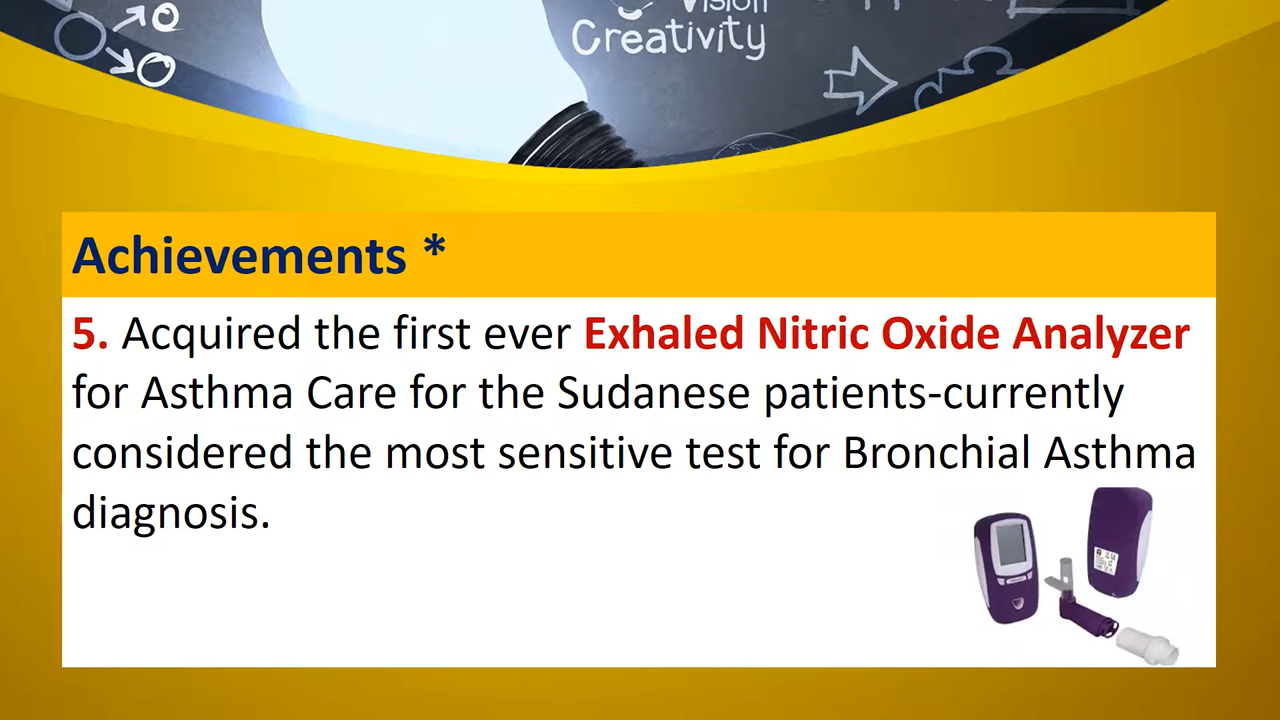 Vision
Creativity
Achievements *
5. Acquired the first ever Exhaled Nitric Oxide Analyzer
for Asthma Care for the Sudanese patients-currently
considered the most sensitive test for Bronchial Asthma
diagnosis.